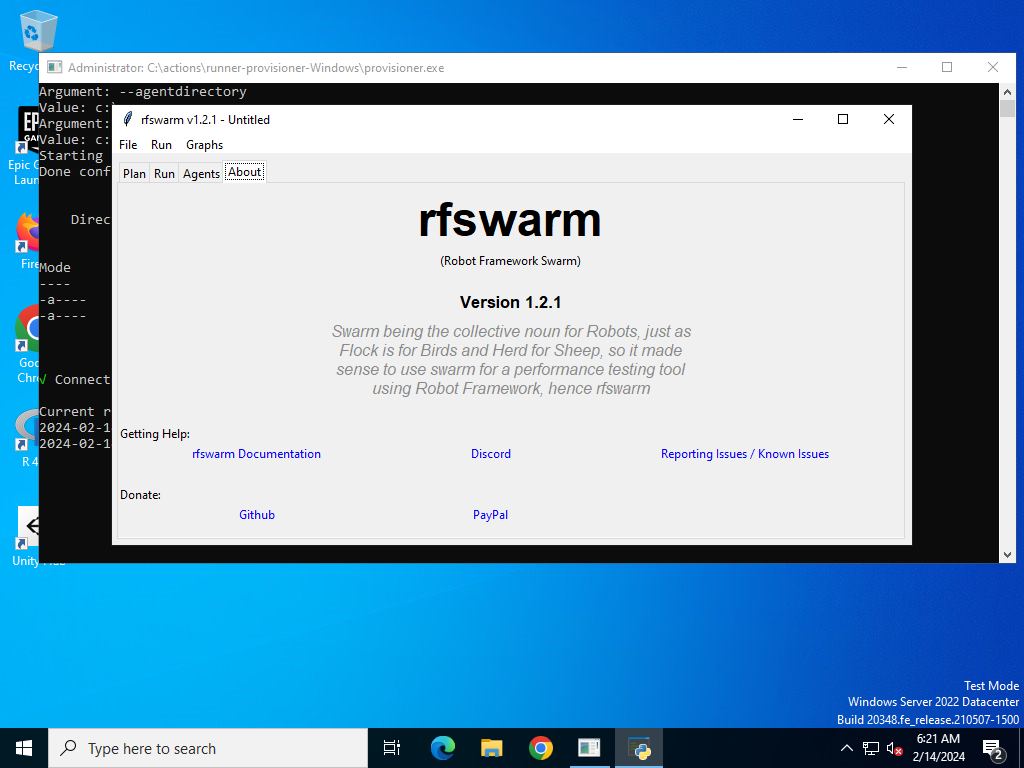 Recyc
Administrator: C:\actions\runner-provisioner-Windows\provisioner.exe
Argument: --agentdirectory
Value: c:\
Argument:
Value: c:
Starting
Done conf
Direc
Mode
----
-a----
-a----
√ Connect
Current r
2024-02-1
2024-02-1
EP
GA
Epic G
Laun
Fire
Goo
Chr
R 4
Unity Hub
rfswarm v1.2.1 - Untitled
File Run Graphs
Plan Run Agents About
rfswarm
(Robot Framework Swarm)
Version 1.2.1
Swarm being the collective noun for Robots, just as
Flock is for Birds and Herd for Sheep, so it made
sense to use swarm for a performance testing tool
using Robot Framework, hence rfswarm
Getting Help:
rfswarm Documentation Discord Reporting Issues / Known Issues
Donate:
Github PayPal
Test Mode
Windows Server 2022 Datacenter
Build 20348.fe_release.210507-1500
Type here to search
6:21 AM
2/14/2024
2